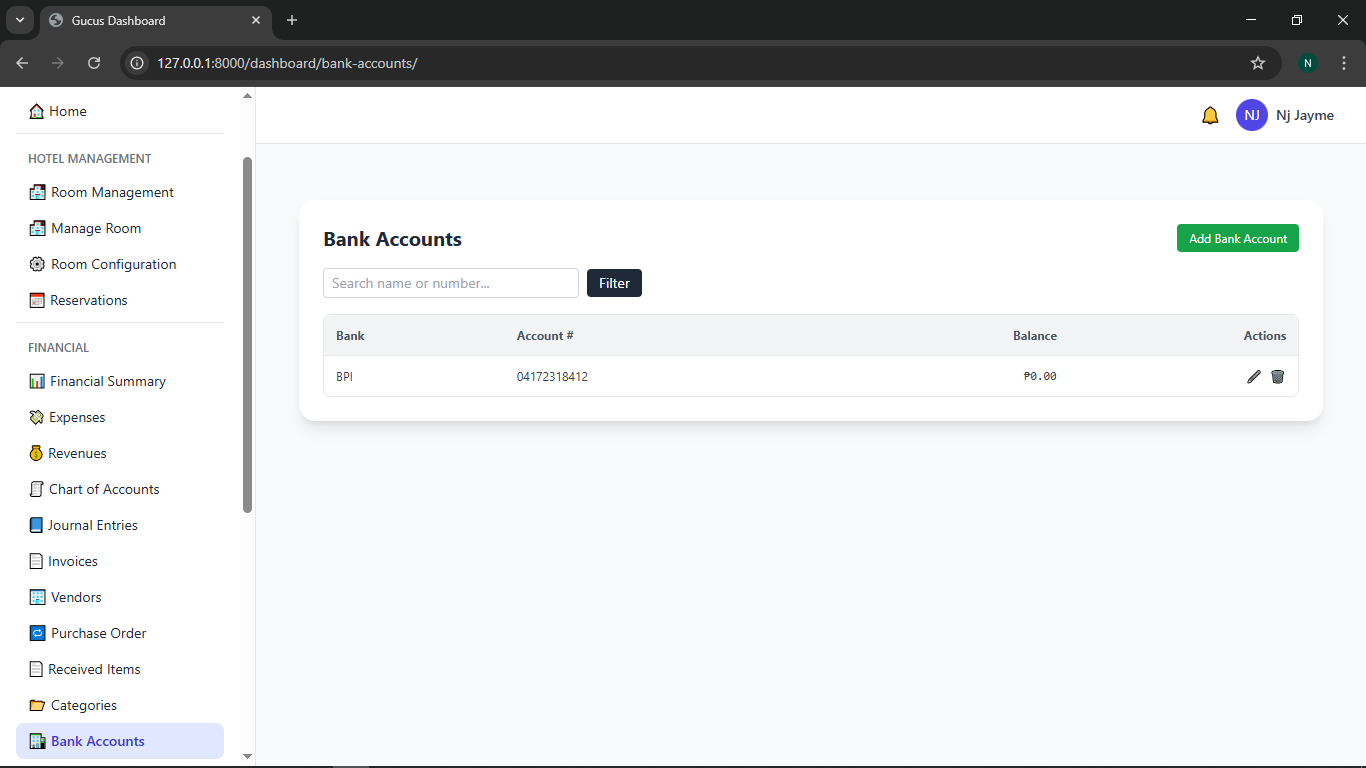 Gucus Dashboard
127.0.0.1:8000/dashboard/bank-accounts/
N
Home
HOTEL MANAGEMENT
Room Management
Manage Room
Room Configuration
Reservations
FINANCIAL
Financial Summary
Expenses
Revenues
Chart of Accounts
Journal Entries
Invoices
Vendors
Purchase Order
Received Items
Categories
Bank Accounts
NJ Nj Jayme
Bank Accounts
Add Bank Account
Search name or number...
Filter
Bank Account # Balance Actions
BPI 04172318412 ₱0.00